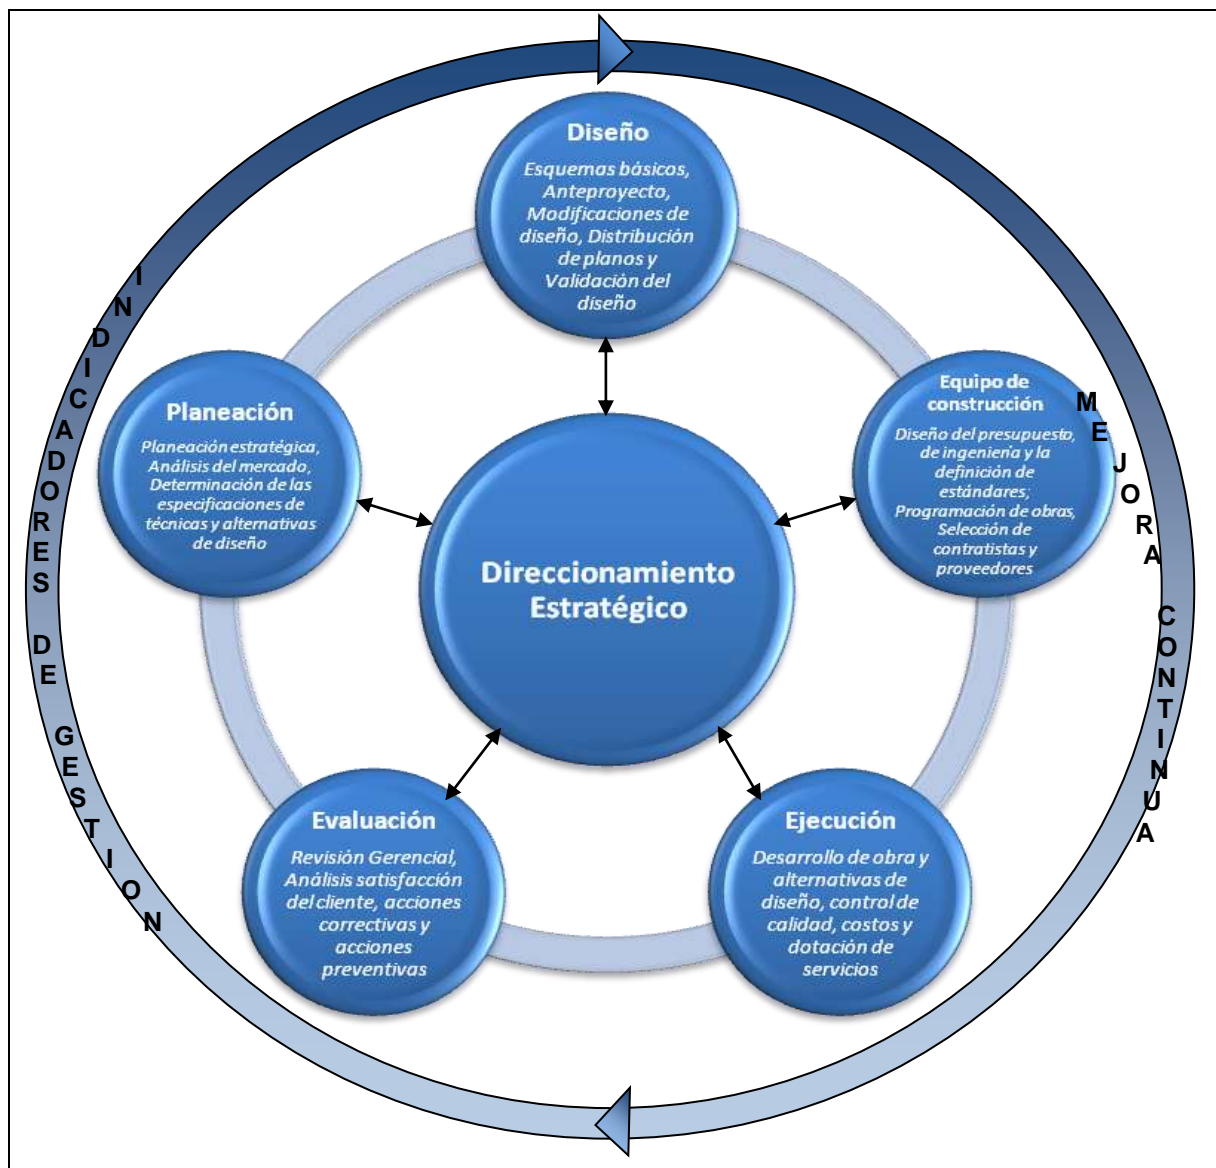 Diseño
Esquemas básicos,
Anteproyecto,
Modificaciones de
diseño, Distribución
de planos y
Validación del
diseño
Equipo de
construcción
Diseño del presupuesto,
de ingeniería y la
definición de
estándares;
Programación de obras,
Selección de
contratistas y
proveedores
Ejecución
Desarrollo de obra y
alternativas de
diseño, control de
calidad, costos y
dotación de
servicios
Evaluación
Revisión Gerencial,
Análisis satisfacción
del cliente, acciones
correctivas y
acciones
preventivas
Planeación
Planeación estratégica,
Análisis del mercado,
Determinación de las
especificaciones de
técnicas y alternativas
de diseño
Direccionamiento
Estratégico
INDICADORES DE GESTION
MEJORA CONTINUA